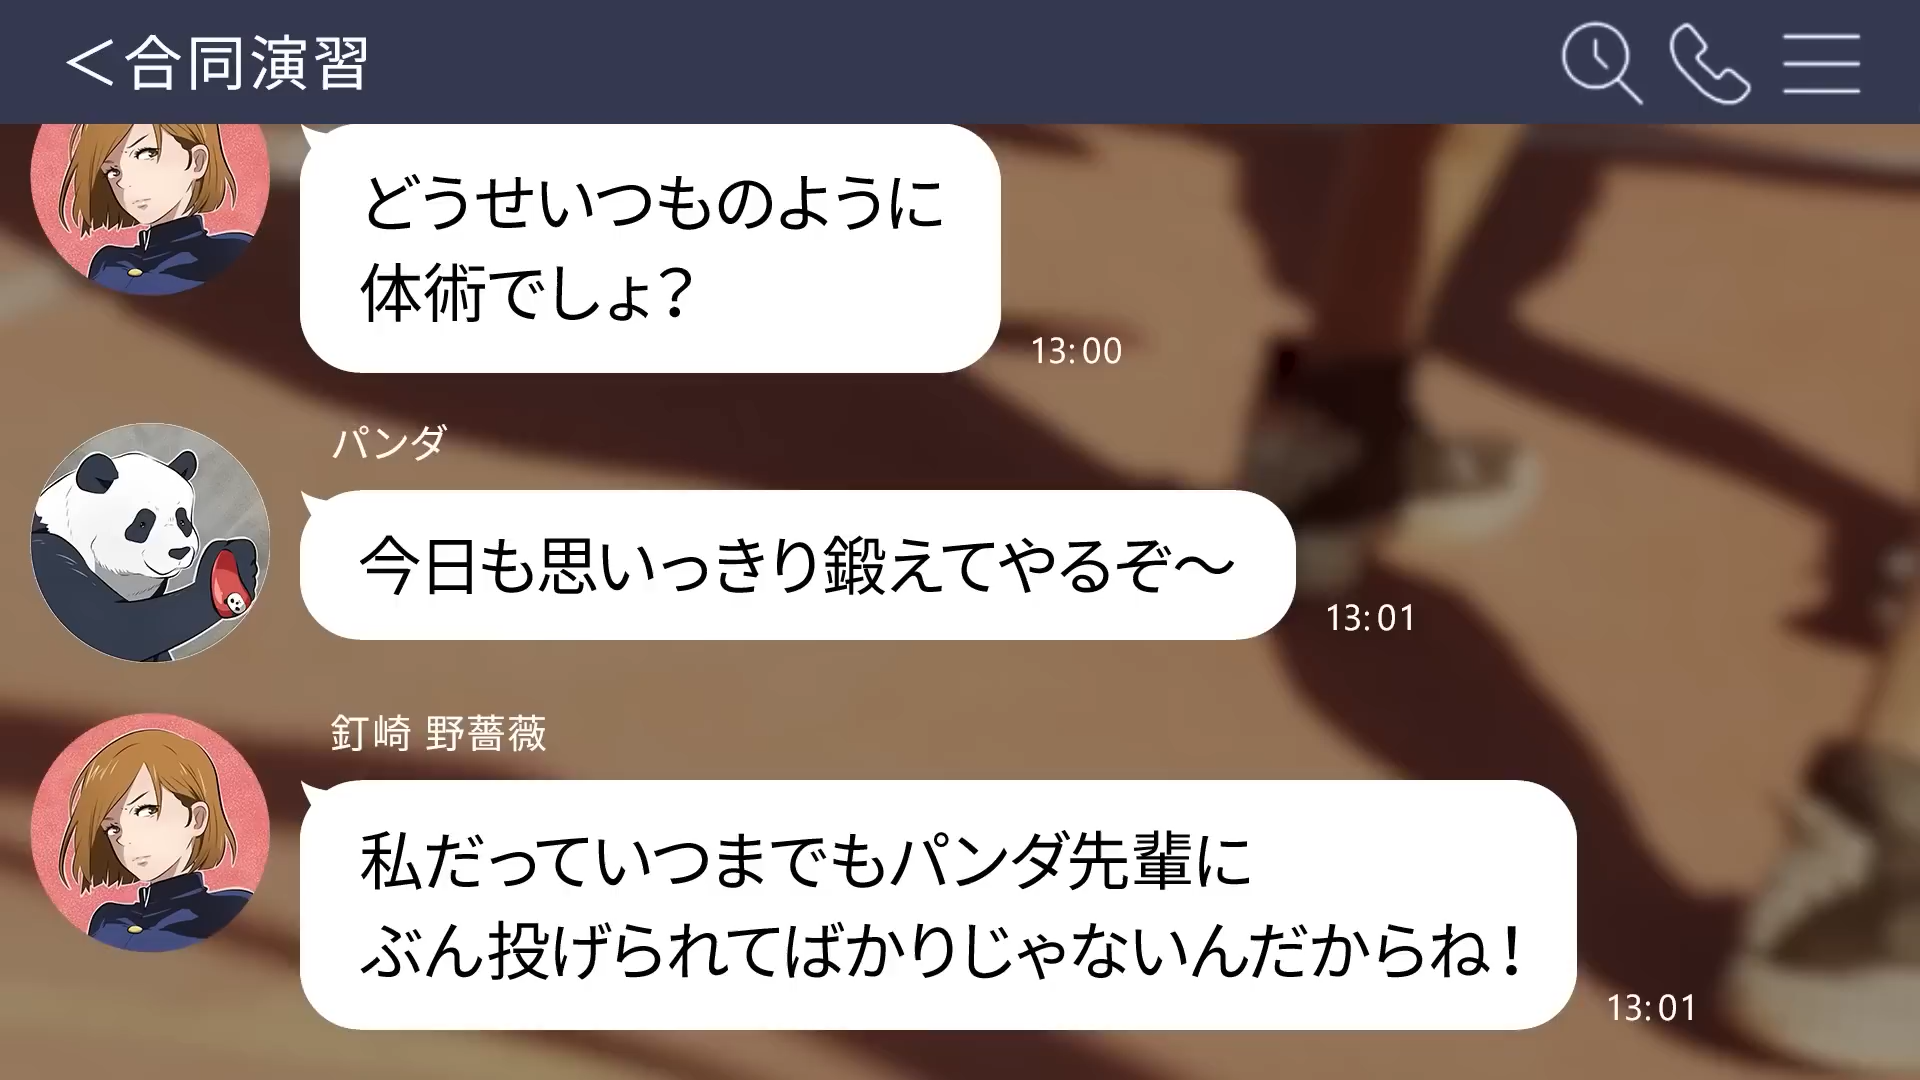 ＜合同演習
どうせいつものように
体術でしょ？
13:00
パンダ
今日も思いっきり鍛えてやるぞ〜
13:01
釘崎 野薔薇
私だっていつまでもパンダ先輩に
ぶん投げられてばかりじゃないんだからね！
13:01